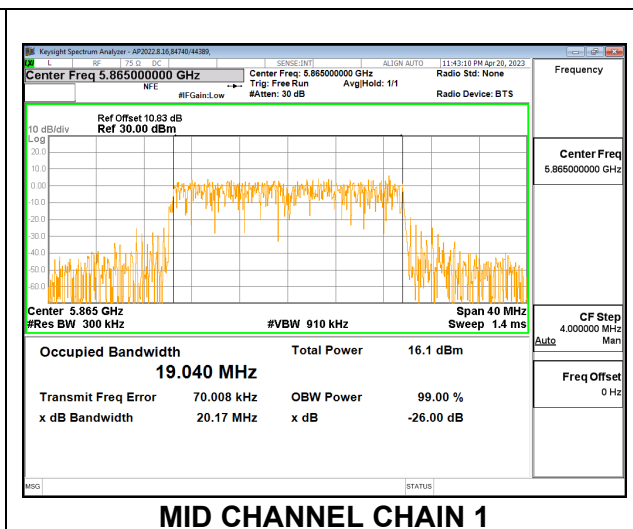 Keysight Spectrum Analyzer - AP2022.8.16,84740/44389,
L RF 75 Ω DC SENSE:INT ALIGN AUTO 11:43:10 PM Apr 20, 2023
Center Freq 5.865000000 GHz Center Freq: 5.865000000 GHz Radio Std: None Frequency
NFE Trig: Free Run Avg|Hold: 1/1
#IFGain:Low #Atten: 30 dB Radio Device: BTS
Ref Offset 10.83 dB
10 dB/div Ref 30.00 dBm
Log
20.0
10.0
0.00
-10.0
-20.0
-30.0
-40.0
-50.0
-60.0
Center Freq
5.865000000 GHz
Center 5.865 GHz Span 40 MHz
#Res BW 300 kHz #VBW 910 kHz Sweep 1.4 ms
CF Step
4.000000 MHz
Auto Man
Freq Offset
0 Hz
Occupied Bandwidth Total Power 16.1 dBm
19.040 MHz
Transmit Freq Error 70.008 kHz OBW Power 99.00 %
x dB Bandwidth 20.17 MHz x dB -26.00 dB
MSG STATUS
MID CHANNEL CHAIN 1